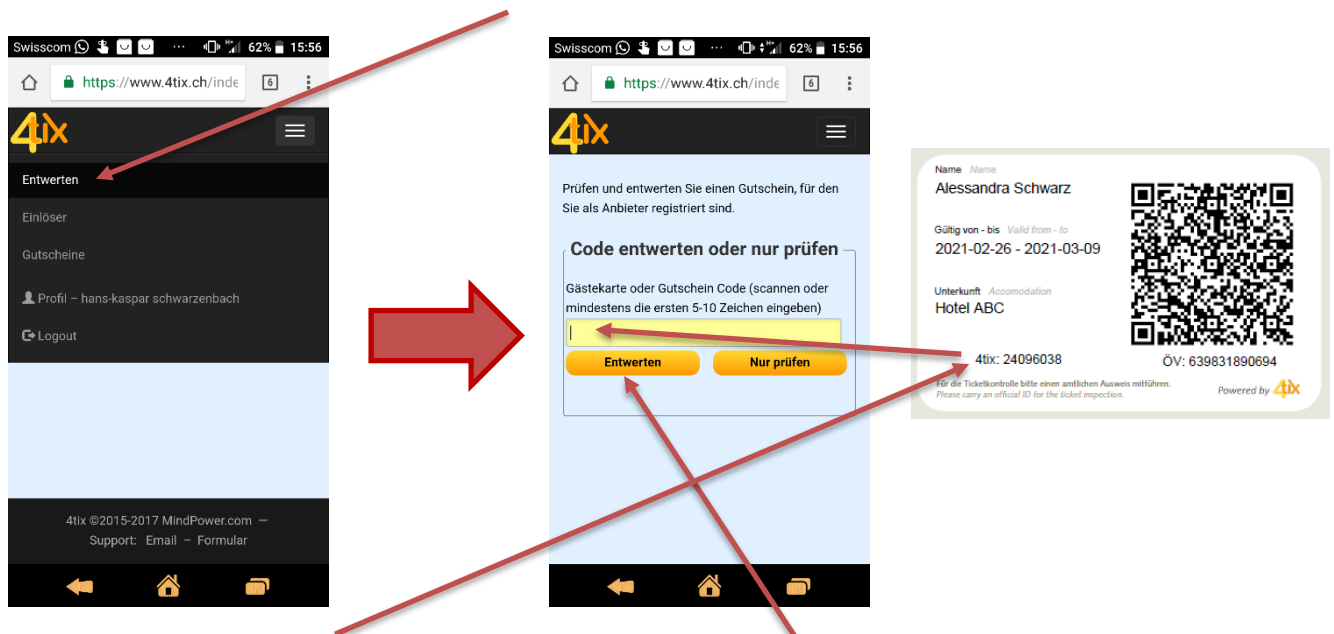 Swisscom 62% 15:56
https://www.4tix.ch/inde 6
4tix
Entwerten
Einlöser
Gutscheine
Profil – hans-kaspar schwarzenbach
Logout
4tix ©2015-2017 MindPower.com —
Support: Email – Formular
Swisscom 62% 15:56
https://www.4tix.ch/inde 6
4tix
Prüfen und entwerten Sie einen Gutschein, für den
Sie als Anbieter registriert sind.
Code entwerten oder nur prüfen
Gästekarte oder Gutschein Code (scannen oder
mindestens die ersten 5-10 Zeichen eingeben)
Entwerten Nur prüfen
Name Name
Alessandra Schwarz
Gültig von - bis Valid from - to
2021-02-26 - 2021-03-09
Unterkunft Accomodation
Hotel ABC
4tix: 24096038 ÖV: 639831890694
Für die Ticketkontrolle bitte einen amtlichen Ausweis mitführen.
Please carry an official ID for the ticket inspection.
Powered by 4tix